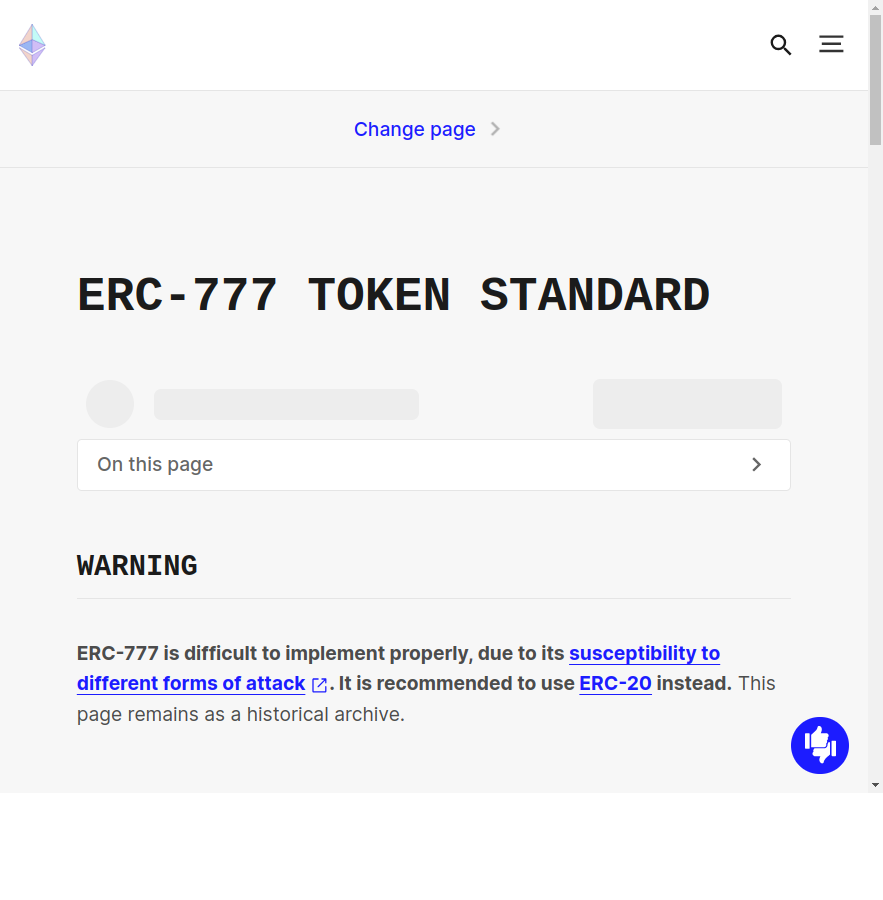 Change page
ERC-777 TOKEN STANDARD
On this page
WARNING
ERC-777 is difficult to implement properly, due to its susceptibility to
different forms of attack. It is recommended to use ERC-20 instead. This
page remains as a historical archive.